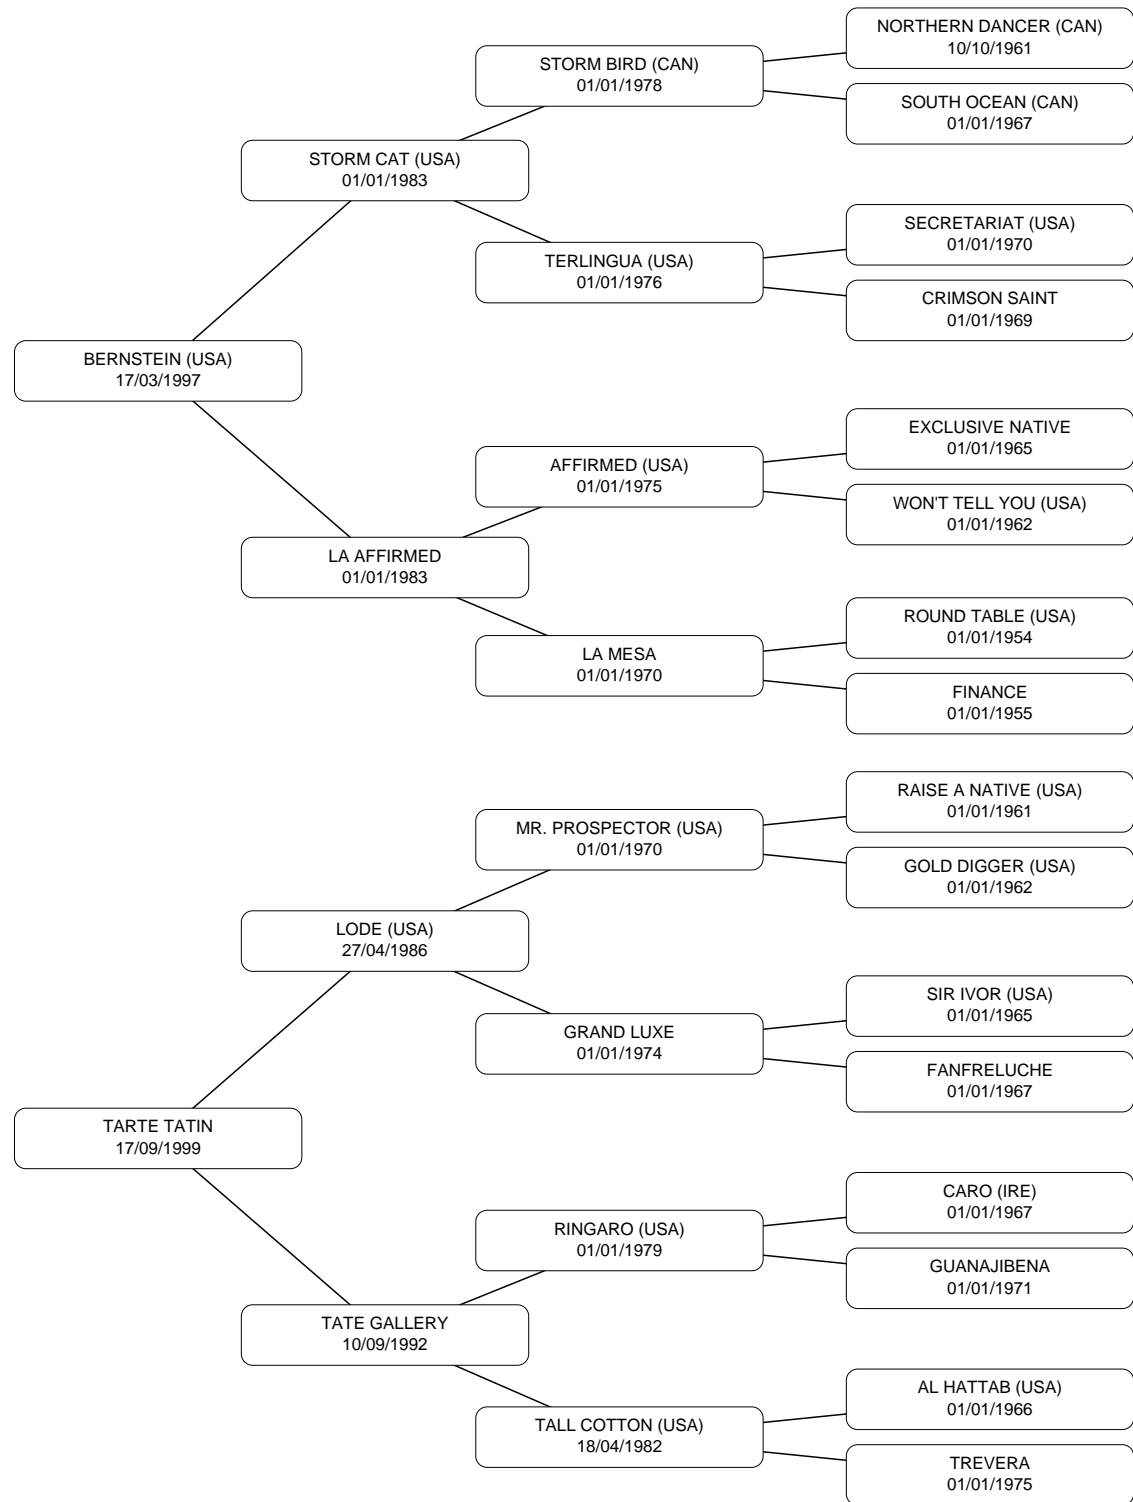 NORTHERN DANCER (CAN)
10/10/1961
STORM BIRD (CAN)
01/01/1978
SOUTH OCEAN (CAN)
01/01/1967
STORM CAT (USA)
01/01/1983
SECRETARIAT (USA)
01/01/1970
TERLINGUA (USA)
01/01/1976
CRIMSON SAINT
01/01/1969
BERNSTEIN (USA)
17/03/1997
EXCLUSIVE NATIVE
01/01/1965
AFFIRMED (USA)
01/01/1975
WON'T TELL YOU (USA)
01/01/1962
LA AFFIRMED
01/01/1983
ROUND TABLE (USA)
01/01/1954
LA MESA
01/01/1970
FINANCE
01/01/1955
RAISE A NATIVE (USA)
01/01/1961
MR. PROSPECTOR (USA)
01/01/1970
GOLD DIGGER (USA)
01/01/1962
LODE (USA)
27/04/1986
SIR IVOR (USA)
01/01/1965
GRAND LUXE
01/01/1974
FANFRELUCHE
01/01/1967
TARTE TATIN
17/09/1999
CARO (IRE)
01/01/1967
RINGARO (USA)
01/01/1979
GUANAJIBENA
01/01/1971
TATE GALLERY
10/09/1992
AL HATTAB (USA)
01/01/1966
TALL COTTON (USA)
18/04/1982
TREVERA
01/01/1975